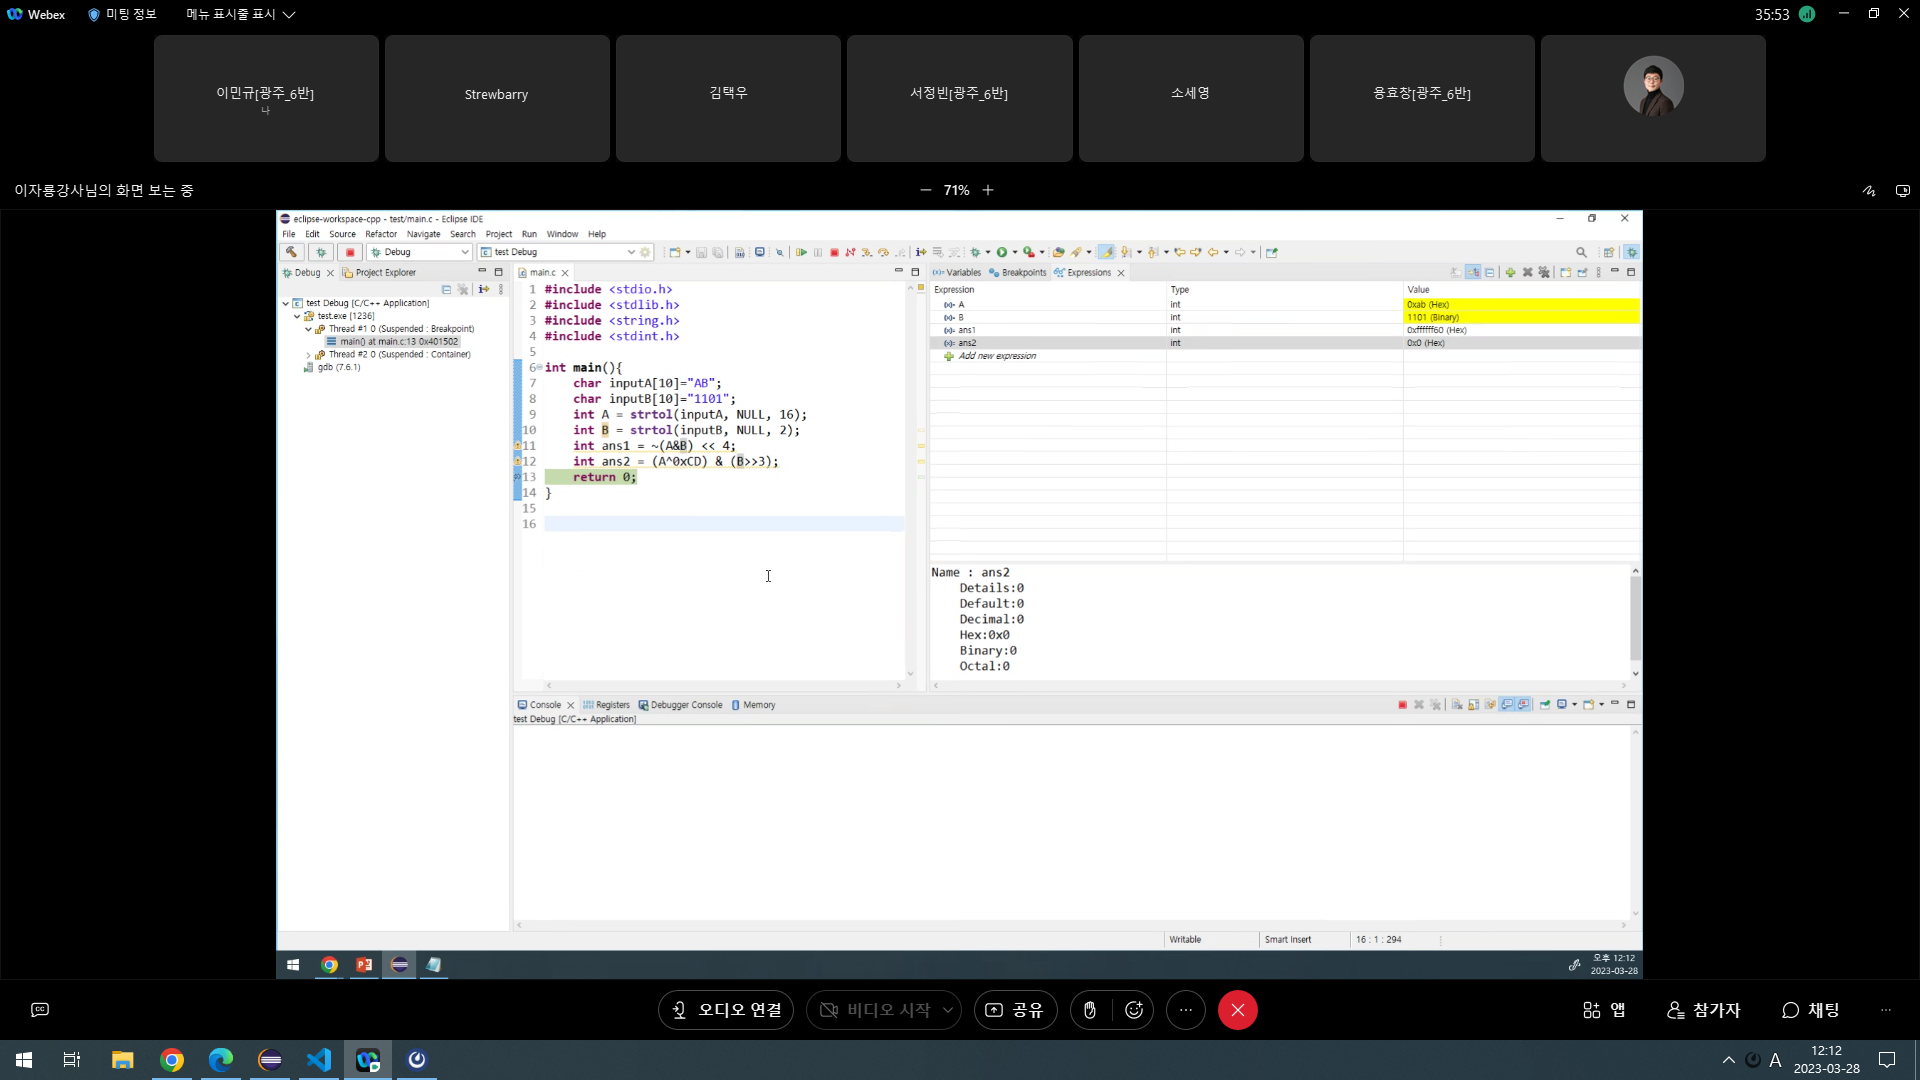 Webex 미팅 정보 메뉴 표시줄 표시 35:53
이민규[광주_6반]
나
Strewbarry
김택우
서정빈[광주_6반]
소세영
용효창[광주_6반]
이자룡강사님의 화면 보는 중 71%
eclipse-workspace-cpp - test/main.c - Eclipse IDE
File Edit Source Refactor Navigate Search Project Run Window Help
Debug test Debug
Debug Project Explorer
test Debug [C/C++ Application]
test.exe [1236]
Thread #1 0 (Suspended : Breakpoint)
main() at main.c:13 0x401502
Thread #2 0 (Suspended : Container)
gdb (7.6.1)
main.c
1 #include <stdio.h>
2 #include <stdlib.h>
3 #include <string.h>
4 #include <stdint.h>
5
6 int main(){
7 char inputA[10]="AB";
8 char inputB[10]="1101";
9 int A = strtol(inputA, NULL, 16);
10 int B = strtol(inputB, NULL, 2);
11 int ans1 = ~(A&B) << 4;
12 int ans2 = (A^0xCD) & (B>>3);
13 return 0;
14 }
15
16
(x)= Variables Breakpoints Expressions
Expression Type Value
(x)= A int 0xab (Hex)
(x)= B int 1101 (Binary)
(x)= ans1 int 0xffffff60 (Hex)
(x)= ans2 int 0x0 (Hex)
Add new expression
Name : ans2
Details:0
Default:0
Decimal:0
Hex:0x0
Binary:0
Octal:0
Console Registers Debugger Console Memory
test Debug [C/C++ Application]
Writable Smart Insert 16 : 1 : 294
오후 12:12
2023-03-28
오디오 연결 비디오 시작 공유 앱 참가자 채팅
A 12:12
2023-03-28